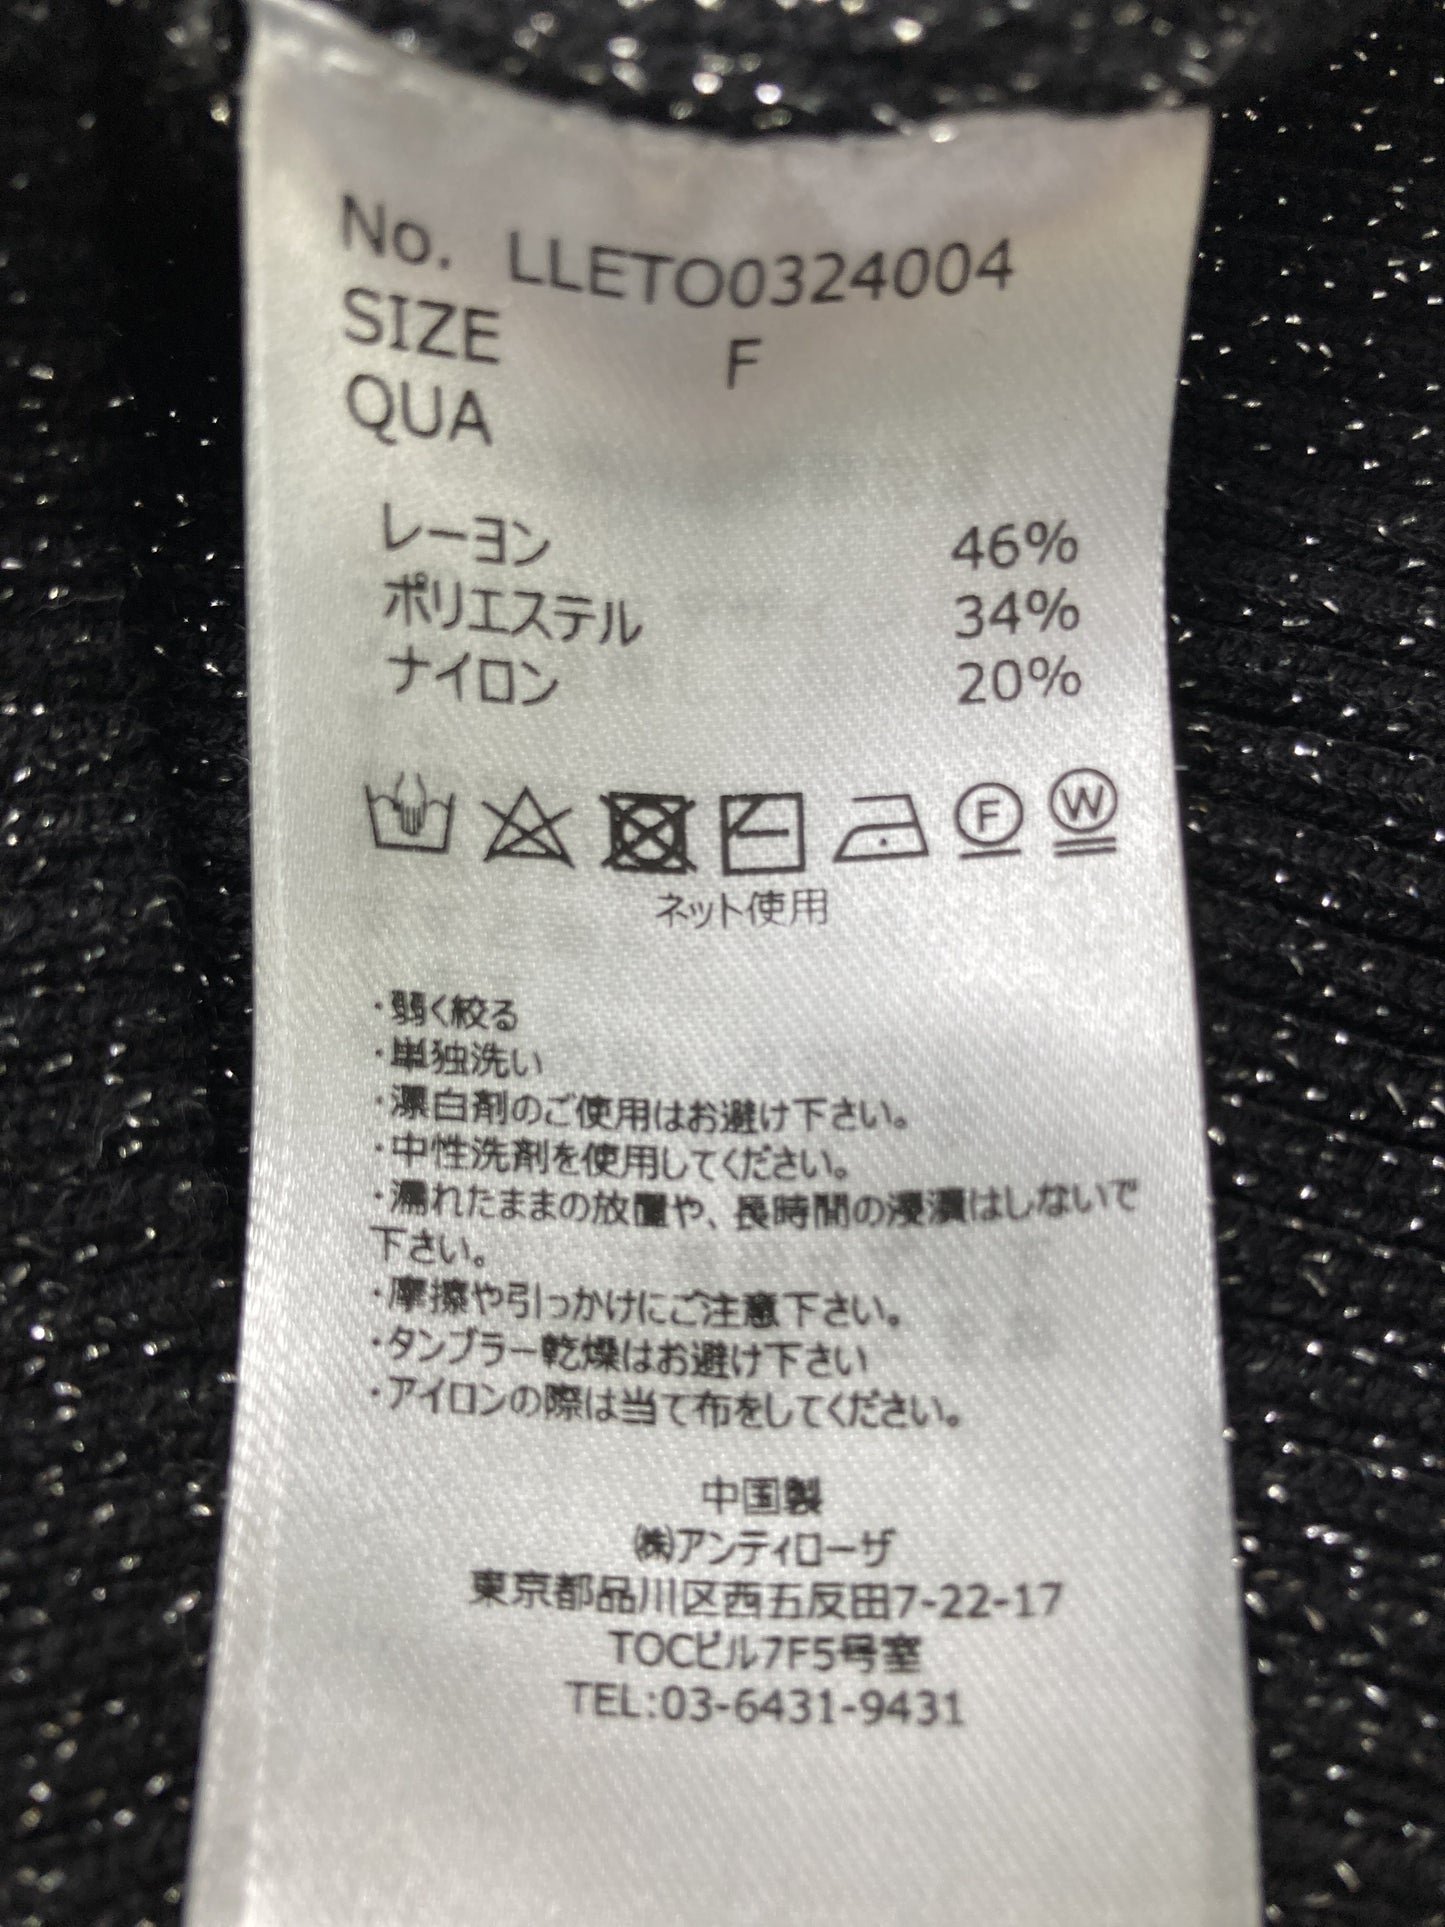 No. LLETO0324004
SIZE F
QUA
レーヨン 46%
ポリエステル 34%
ナイロン 20%
F W
ネット使用
・弱く絞る
・単独洗い
・漂白剤のご使用はお避け下さい。
・中性洗剤を使用してください。
・濡れたままの放置や、長時間の浸漬はしないで
下さい。
・摩擦や引っかけにご注意下さい。
・タンブラー乾燥はお避け下さい
・アイロンの際は当て布をしてください。
中国製
㈱アンティローザ
東京都品川区西五反田7-22-17
TOCビル7F5号室
TEL:03-6431-9431